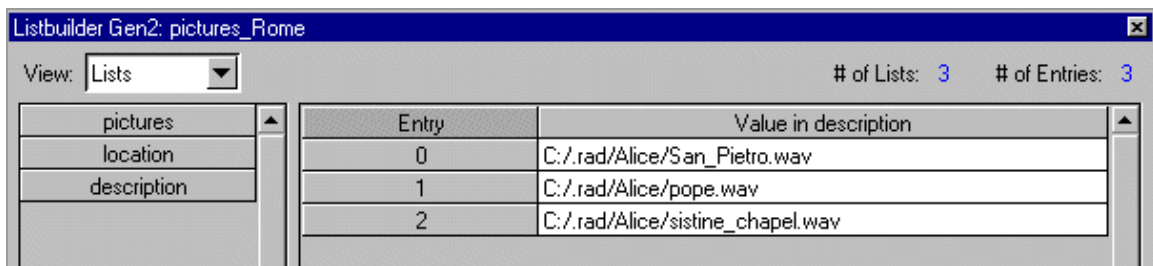 Listbuilder Gen2: pictures_Rome
View: Lists # of Lists: 3 # of Entries: 3
pictures Entry Value in description
location 0 C:/.rad/Alice/San_Pietro.wav
description 1 C:/.rad/Alice/pope.wav
2 C:/.rad/Alice/sistine_chapel.wav